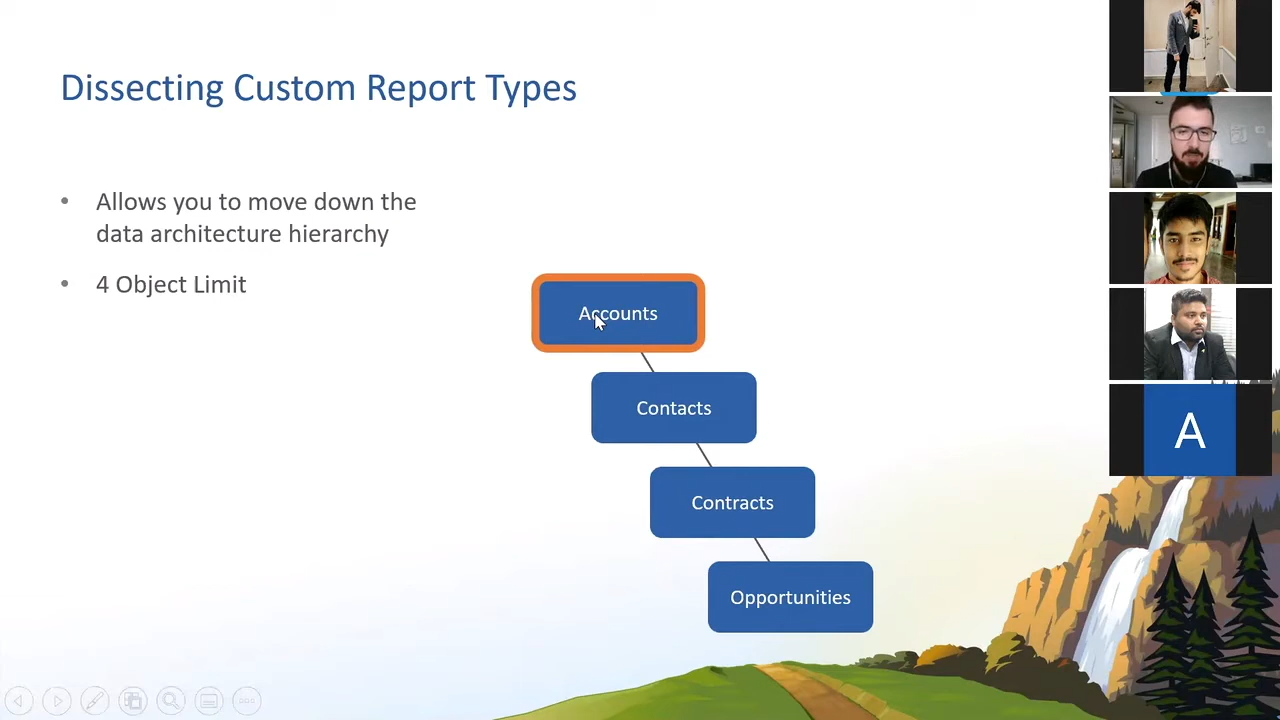 Dissecting Custom Report Types
• Allows you to move down the
data architecture hierarchy
• 4 Object Limit
Accounts
Contacts
Contracts
Opportunities
A